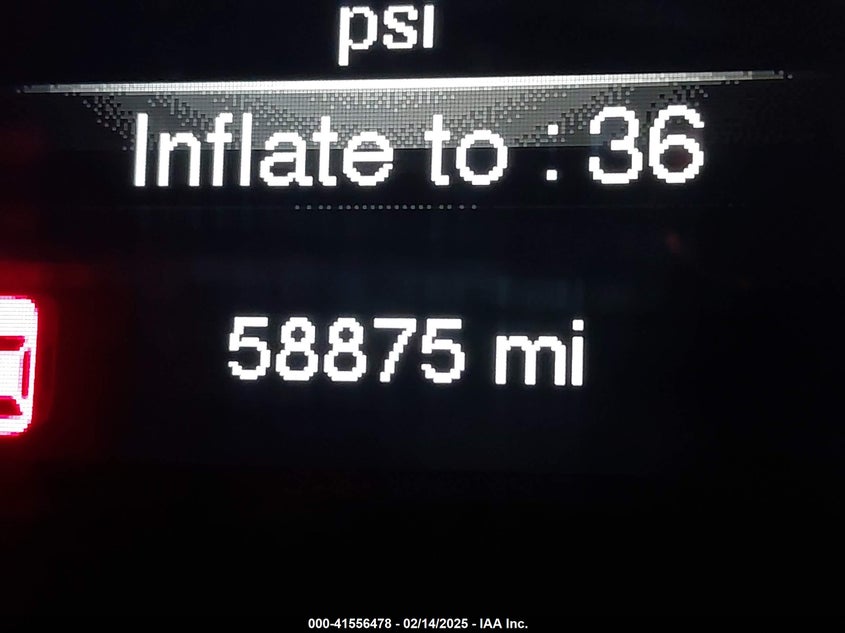 psi
Inflate to : 36
58875 mi
000-41556478 - 02/14/2025 - IAA Inc.